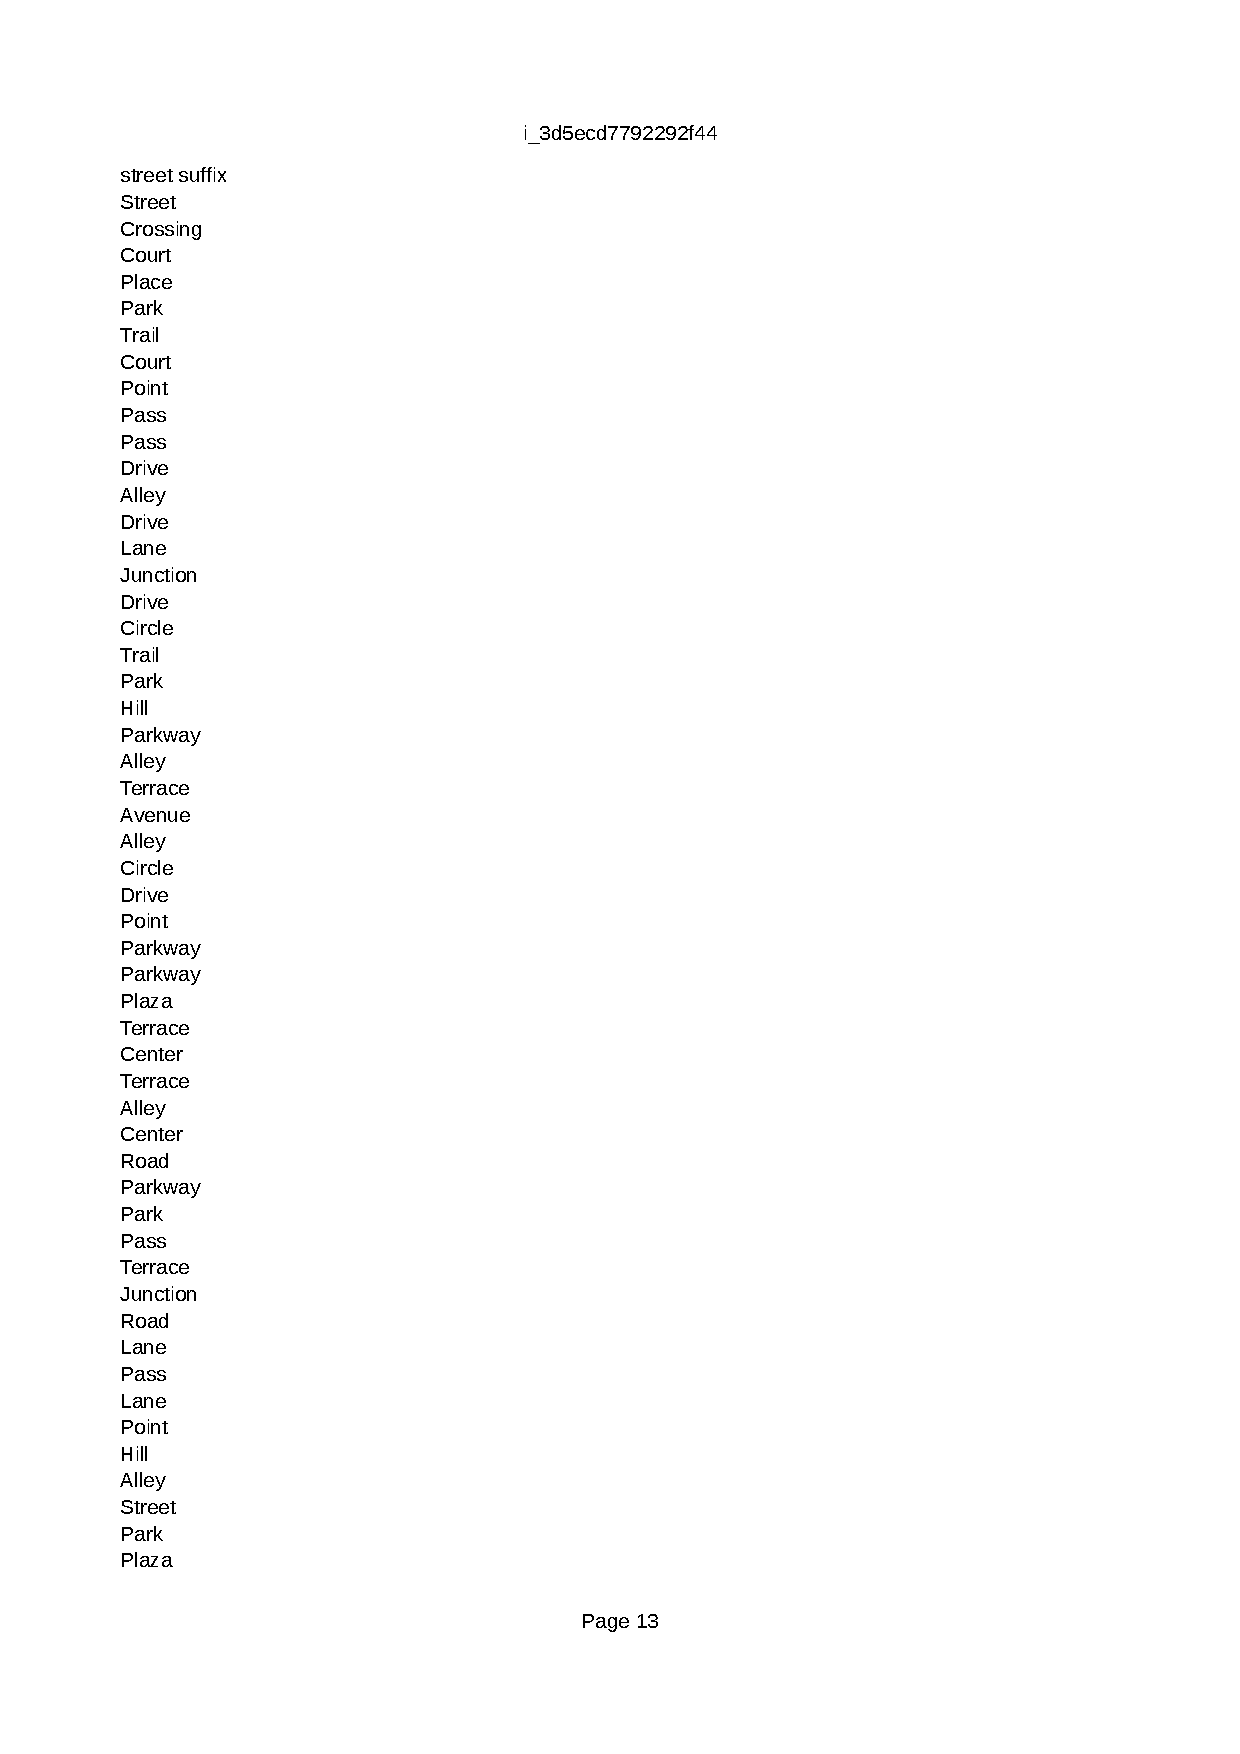 i_3d5ecd7792292f44
street suffix
Street
Crossing
Court
Place
Park
Trail
Court
Point
Pass
Pass
Drive
Alley
Drive
Lane
Junction
Drive
Circle
Trail
Park
Hill
Parkway
Alley
Terrace
Avenue
Alley
Circle
Drive
Point
Parkway
Parkway
Plaza
Terrace
Center
Terrace
Alley
Center
Road
Parkway
Park
Pass
Terrace
Junction
Road
Lane
Pass
Lane
Point
Hill
Alley
Street
Park
Plaza
Page 13